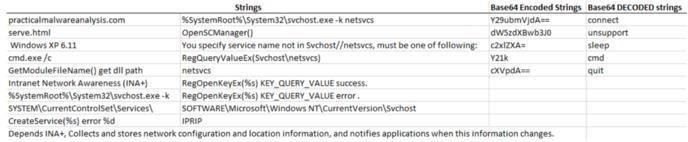 Strings Base64 Encoded Strings Base64 DECODED strings
practicalmalwareanalysis.com %SystemRoot%\System32\svchost.exe -k netsvcs Y29ubmVjdA== connect
serve.html OpenSCManager() dW5zdXBwb3J0 unsupport
Windows XP 6.11 You specify service name not in Svchost//netsvcs, must be one of following: c2xlZXA= sleep
cmd.exe /c RegQueryValueEx(Svchost\netsvcs) Y21k cmd
GetModuleFileName() get dll path netsvcs cXVpdA== quit
Intranet Network Awareness (INA+) RegOpenKeyEx(%s) KEY_QUERY_VALUE success.
%SystemRoot%\System32\svchost.exe -k RegOpenKeyEx(%s) KEY_QUERY_VALUE error .
SYSTEM\CurrentControlSet\Services\ SOFTWARE\Microsoft\Windows NT\CurrentVersion\Svchost
CreateService(%s) error %d IPRIP
Depends INA+, Collects and stores network configuration and location information, and notifies applications when this information changes.